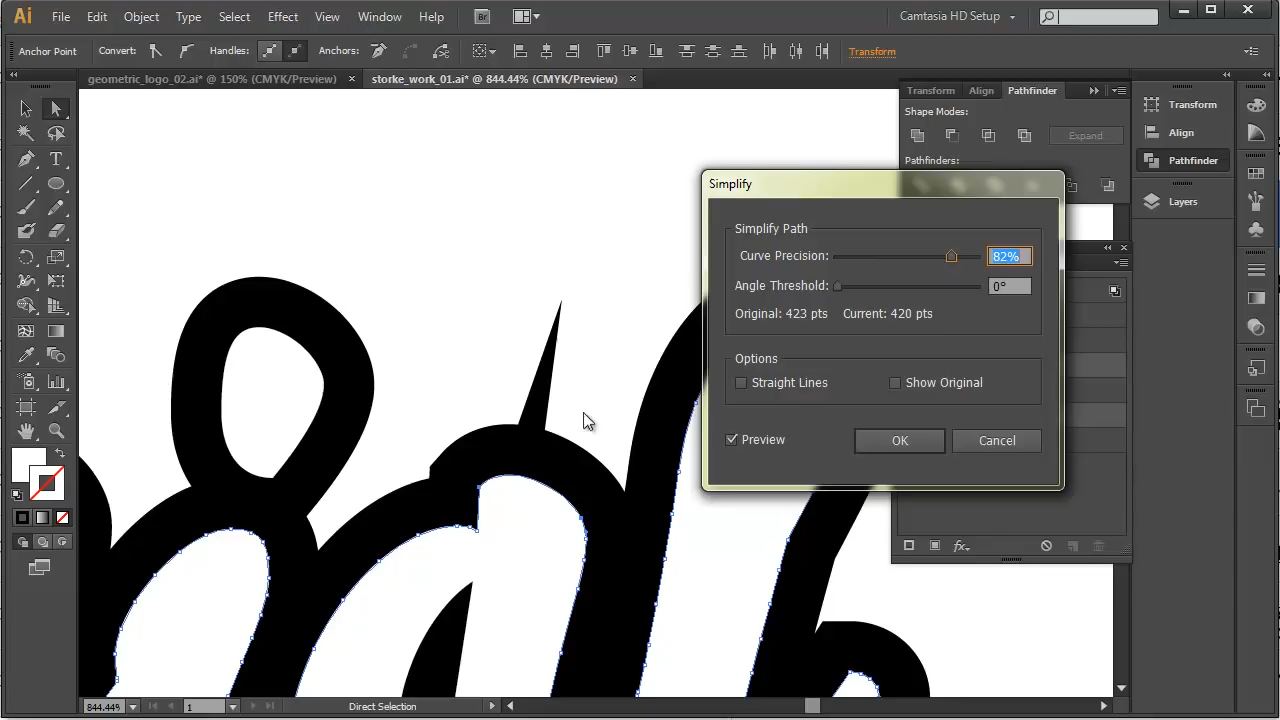 Ai File Edit Object Type Select Effect View Window Help Br Camtasia HD Setup
Anchor Point Convert: Handles: Anchors: Transform
geometric_logo_02.ai* @ 150% (CMYK/Preview) × storke_work_01.ai* @ 844.44% (CMYK/Preview) ×
Transform Align Pathfinder
Shape Modes:
Expand
Pathfinders:
Transform
Align
Pathfinder
Layers
T
Simplify
Simplify Path
Curve Precision: 82%
Angle Threshold: 0°
Original: 423 pts Current: 420 pts
Options
Straight Lines Show Original
Preview OK Cancel
fx
844.44% 1 Direct Selection